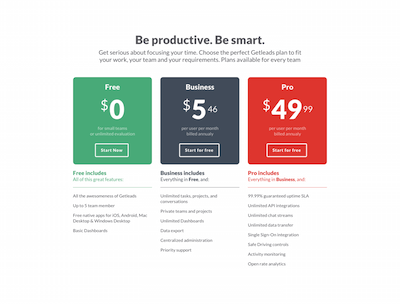 Be productive. Be smart.
Get serious about focusing your time. Choose the perfect Getleads plan to fit
your work, your team and your requirements. Plans available for every team
Free
$0
for small teams
or unlimited evaluation
Start Now
Business
$5 46
per user per month
billed annualy
Start for free
Pro
$49 99
per user per month
billed annualy
Start for free
Free includes
All of this great features:
All the awesomeness of Getleads
Up to 5 team member
Free native apps for iOS, Android, Mac
Desktop & Windows Desktop
Basic Dashboards
Business includes
Everything in Free, and:
Unlimited tasks, projects, and
conversations
Private teams and projects
Unlimited Dashboards
Data export
Centralized administration
Priority support
Pro includes
Everything in Business, and:
99.99% guaranteed uptime SLA
Unlimited API integrations
Unlimited chat streams
Unlimited data transfer
Single Sign-On integration
Safe Driving controls
Activity monitoring
Open rate analytics